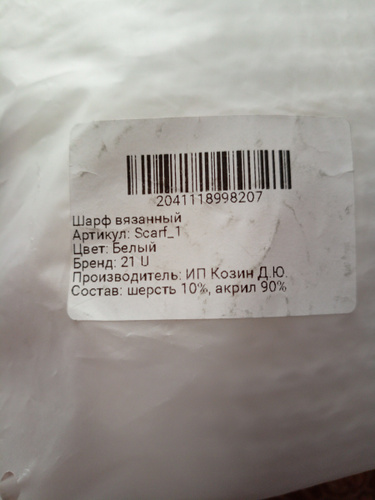 2041118998207
Шарф вязанный
Артикул: Scarf_1
Цвет: Белый
Бренд: 21 U
Производитель: ИП Козин Д.Ю.
Состав: шерсть 10%, акрил 90%